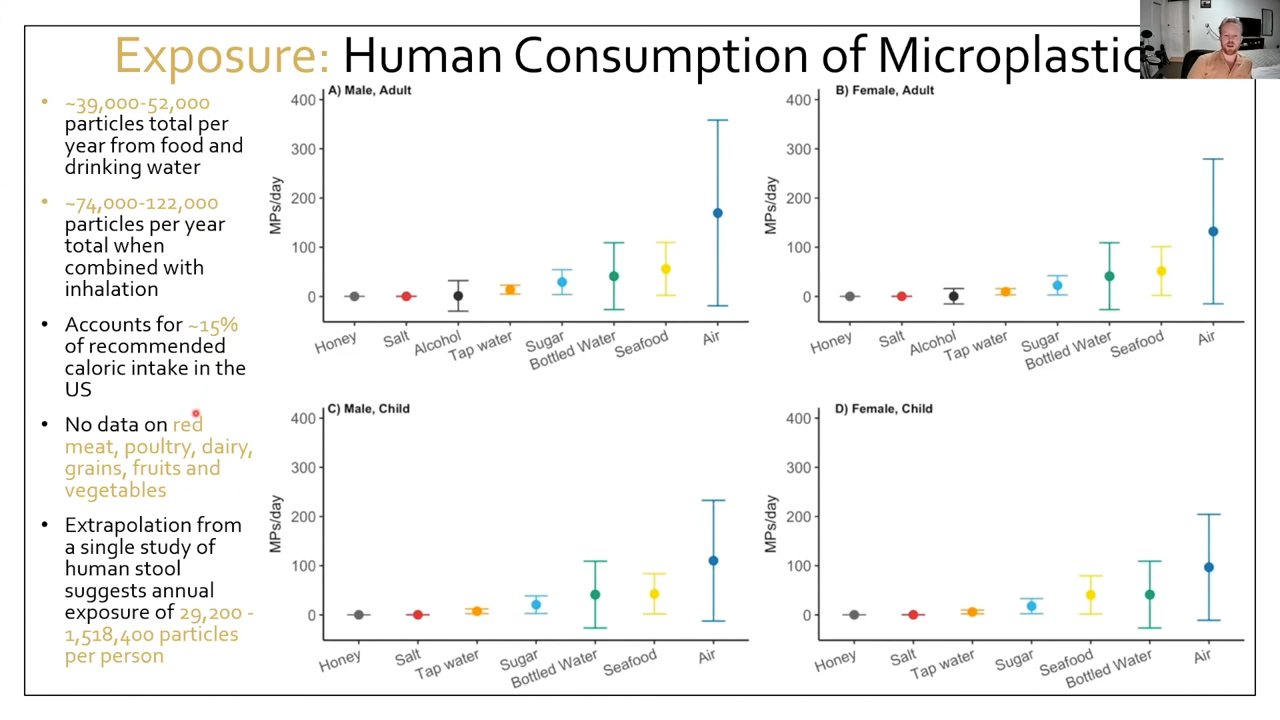 Exposure: Human Consumption of Microplastic
~39,000-52,000
particles total per
year from food and
drinking water
~74,000-122,000
particles per year
total when
combined with
inhalation
Accounts for ~15%
of recommended
caloric intake in the
US
No data on red
meat, poultry, dairy,
grains, fruits and
vegetables
Extrapolation from
a single study of
human stool
suggests annual
exposure of 29,200 -
1,518,400 particles
per person
A) Male, Adult
400
300
200
100
0
MPs/day
Honey
Salt
Alcohol
Tap water
Sugar
Bottled Water
Seafood
Air
B) Female, Adult
400
300
200
100
0
MPs/day
Honey
Salt
Alcohol
Tap water
Sugar
Bottled Water
Seafood
Air
C) Male, Child
400
300
200
100
0
MPs/day
Honey
Salt
Tap water
Sugar
Bottled Water
Seafood
Air
D) Female, Child
400
300
200
100
0
MPs/day
Honey
Salt
Tap water
Sugar
Seafood
Bottled Water
Air